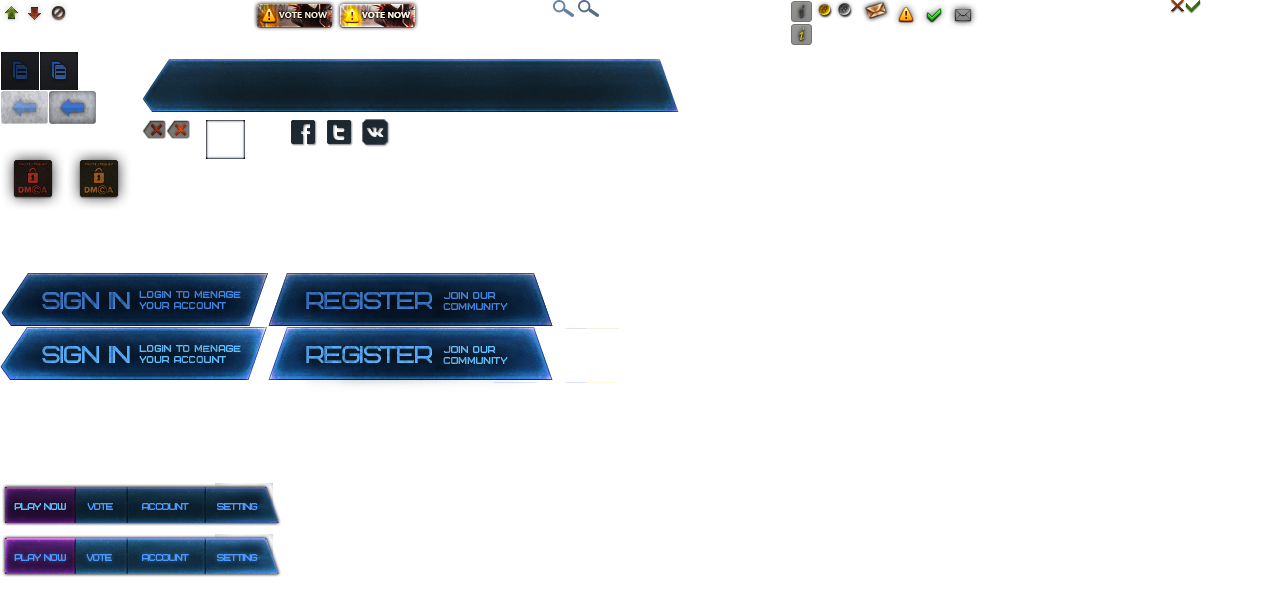 VOTE NOW
VOTE NOW
DMCA
DMCA
SIGN IN
LOGIN TO MENAGE
YOUR ACCOUNT
REGISTER
JOIN OUR
COMMUNITY
SIGN IN
LOGIN TO MENAGE
YOUR ACCOUNT
REGISTER
JOIN OUR
COMMUNITY
PLAY NOW VOTE ACCOUNT SETTING
PLAY NOW VOTE ACCOUNT SETTING